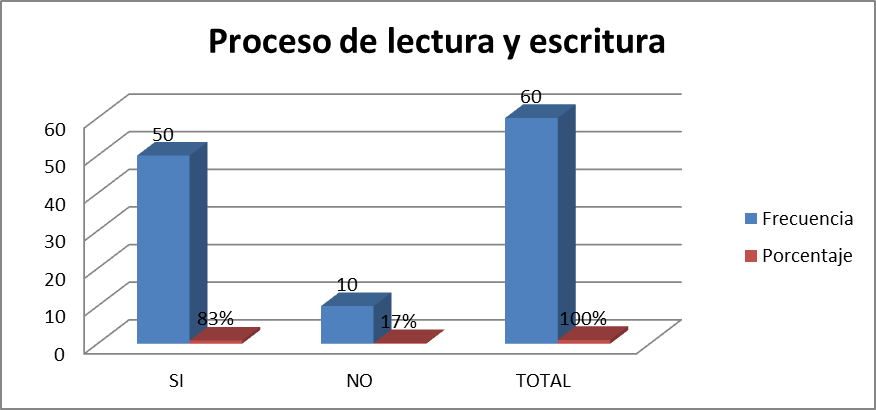 Proceso de lectura y escritura
60
50
40
30
20
10
0
50
83%
10
17%
60
100%
SI
NO
TOTAL
Frecuencia
Porcentaje